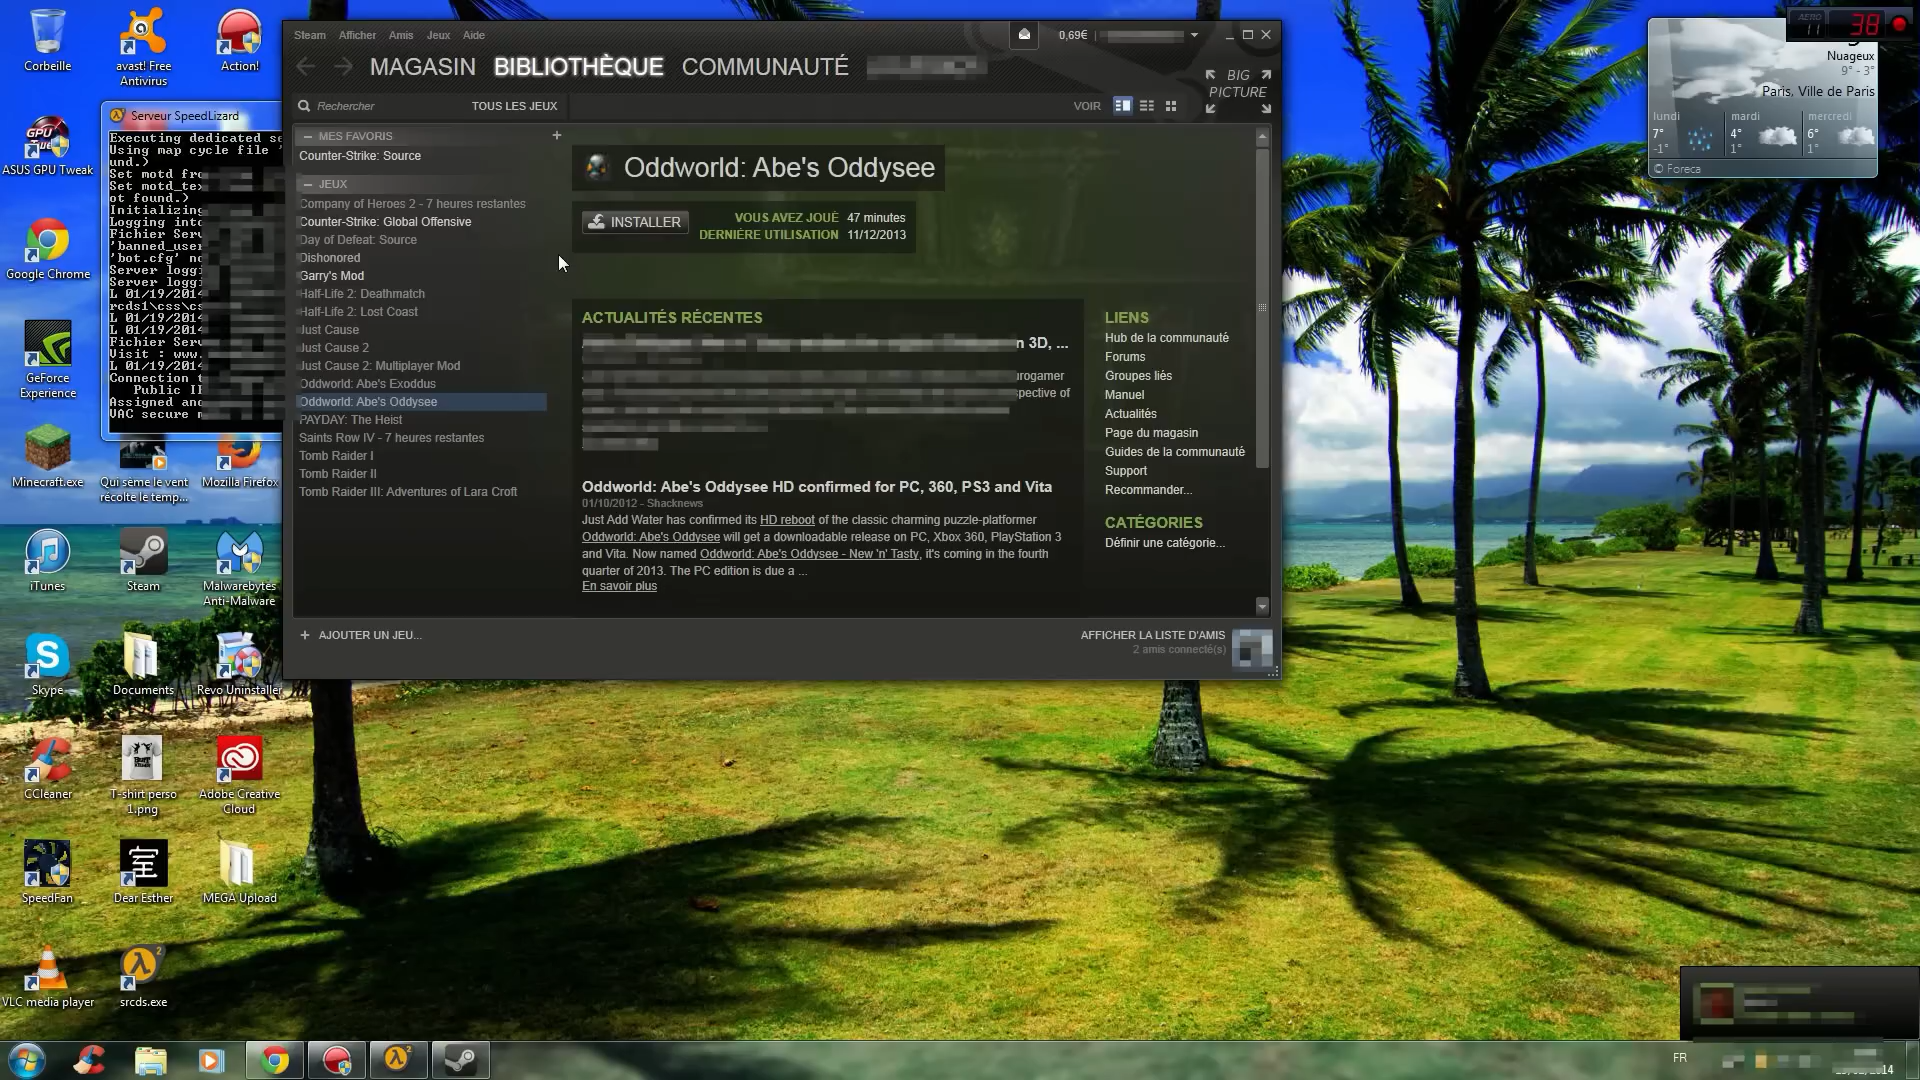 Corbeille
avast! Free
Antivirus
Action!
ASUS GPU Tweak
Google Chrome
GeForce
Experience
Minecraft.exe
Qui sème le vent
récolte le temp...
Mozilla Firefox
iTunes
Steam
Malwarebytes
Anti-Malware
Skype
Documents
Revo Uninstaller
CCleaner
T-shirt perso
1.png
Adobe Creative
Cloud
SpeedFan
Dear Esther
MEGA Upload
VLC media player
srcds.exe
Serveur SpeedLizard
Executing dedicated se
Using map cycle file '
und.)
Set motd fro
Set motd_tex
ot found.)
Initializing
Logging into
Fichier Serv
'banned_user
'bot.cfg' no
Server loggi
Server loggi
L 01/19/2014
rcds1\css\cs
L 01/19/2014
L 01/19/2014
Fichier Serv
Visit : www.
L 01/19/2014
Connection t
Public IP
Assigned ano
VAC secure m
Steam Afficher Amis Jeux Aide
0,69€
MAGASIN BIBLIOTHÈQUE COMMUNAUTÉ
BIG
PICTURE
Rechercher
TOUS LES JEUX
VOIR
MES FAVORIS
Counter-Strike: Source
JEUX
Company of Heroes 2 - 7 heures restantes
Counter-Strike: Global Offensive
Day of Defeat: Source
Dishonored
Garry's Mod
Half-Life 2: Deathmatch
Half-Life 2: Lost Coast
Just Cause
Just Cause 2
Just Cause 2: Multiplayer Mod
Oddworld: Abe's Exoddus
Oddworld: Abe's Oddysee
PAYDAY: The Heist
Saints Row IV - 7 heures restantes
Tomb Raider I
Tomb Raider II
Tomb Raider III: Adventures of Lara Croft
Oddworld: Abe's Oddysee
INSTALLER
VOUS AVEZ JOUÉ 47 minutes
DERNIÈRE UTILISATION 11/12/2013
ACTUALITÉS RÉCENTES
n 3D, ...
urogamer
spective of
Oddworld: Abe's Oddysee HD confirmed for PC, 360, PS3 and Vita
01/10/2012 - Shacknews
Just Add Water has confirmed its HD reboot of the classic charming puzzle-platformer
Oddworld: Abe's Oddysee will get a downloadable release on PC, Xbox 360, PlayStation 3
and Vita. Now named Oddworld: Abe's Oddysee - New 'n' Tasty, it's coming in the fourth
quarter of 2013. The PC edition is due a ...
En savoir plus
LIENS
Hub de la communauté
Forums
Groupes liés
Manuel
Actualités
Page du magasin
Guides de la communauté
Support
Recommander...
CATÉGORIES
Définir une catégorie...
AJOUTER UN JEU...
AFFICHER LA LISTE D'AMIS
2 amis connecté(s)
AERO
11
38
Nuageux
9° - 3°
Paris, Ville de Paris
lundi
7°
-1°
mardi
4°
1°
mercredi
6°
1°
© Foreca
FR